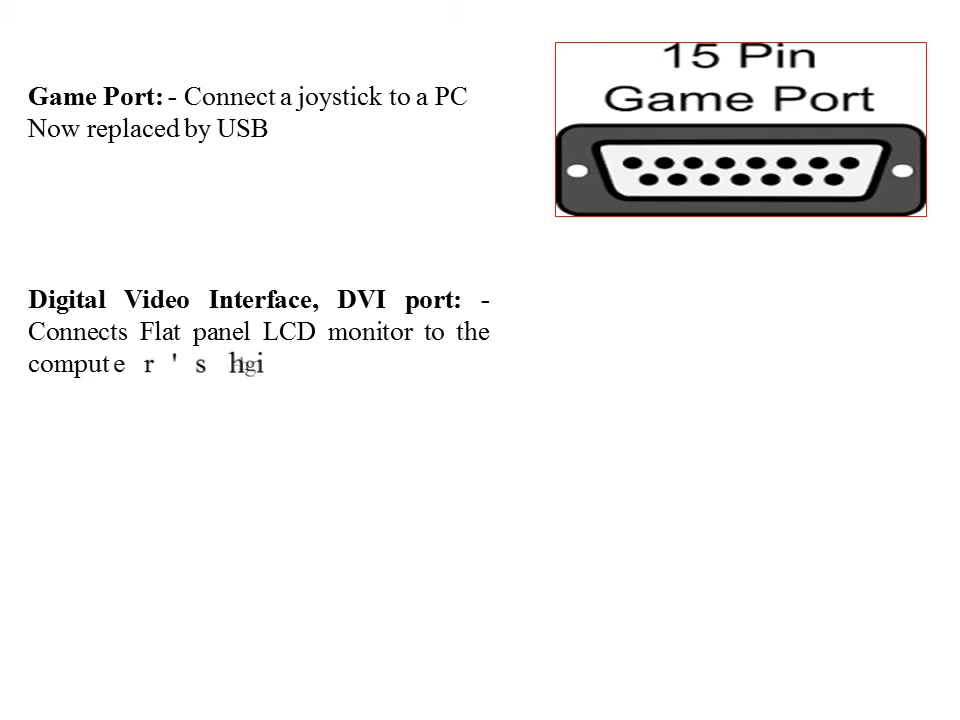 15 Pin
Game Port
Game Port: - Connect a joystick to a PC
Now replaced by USB
Digital Video Interface, DVI port: -
Connects Flat panel LCD monitor to the
computer's